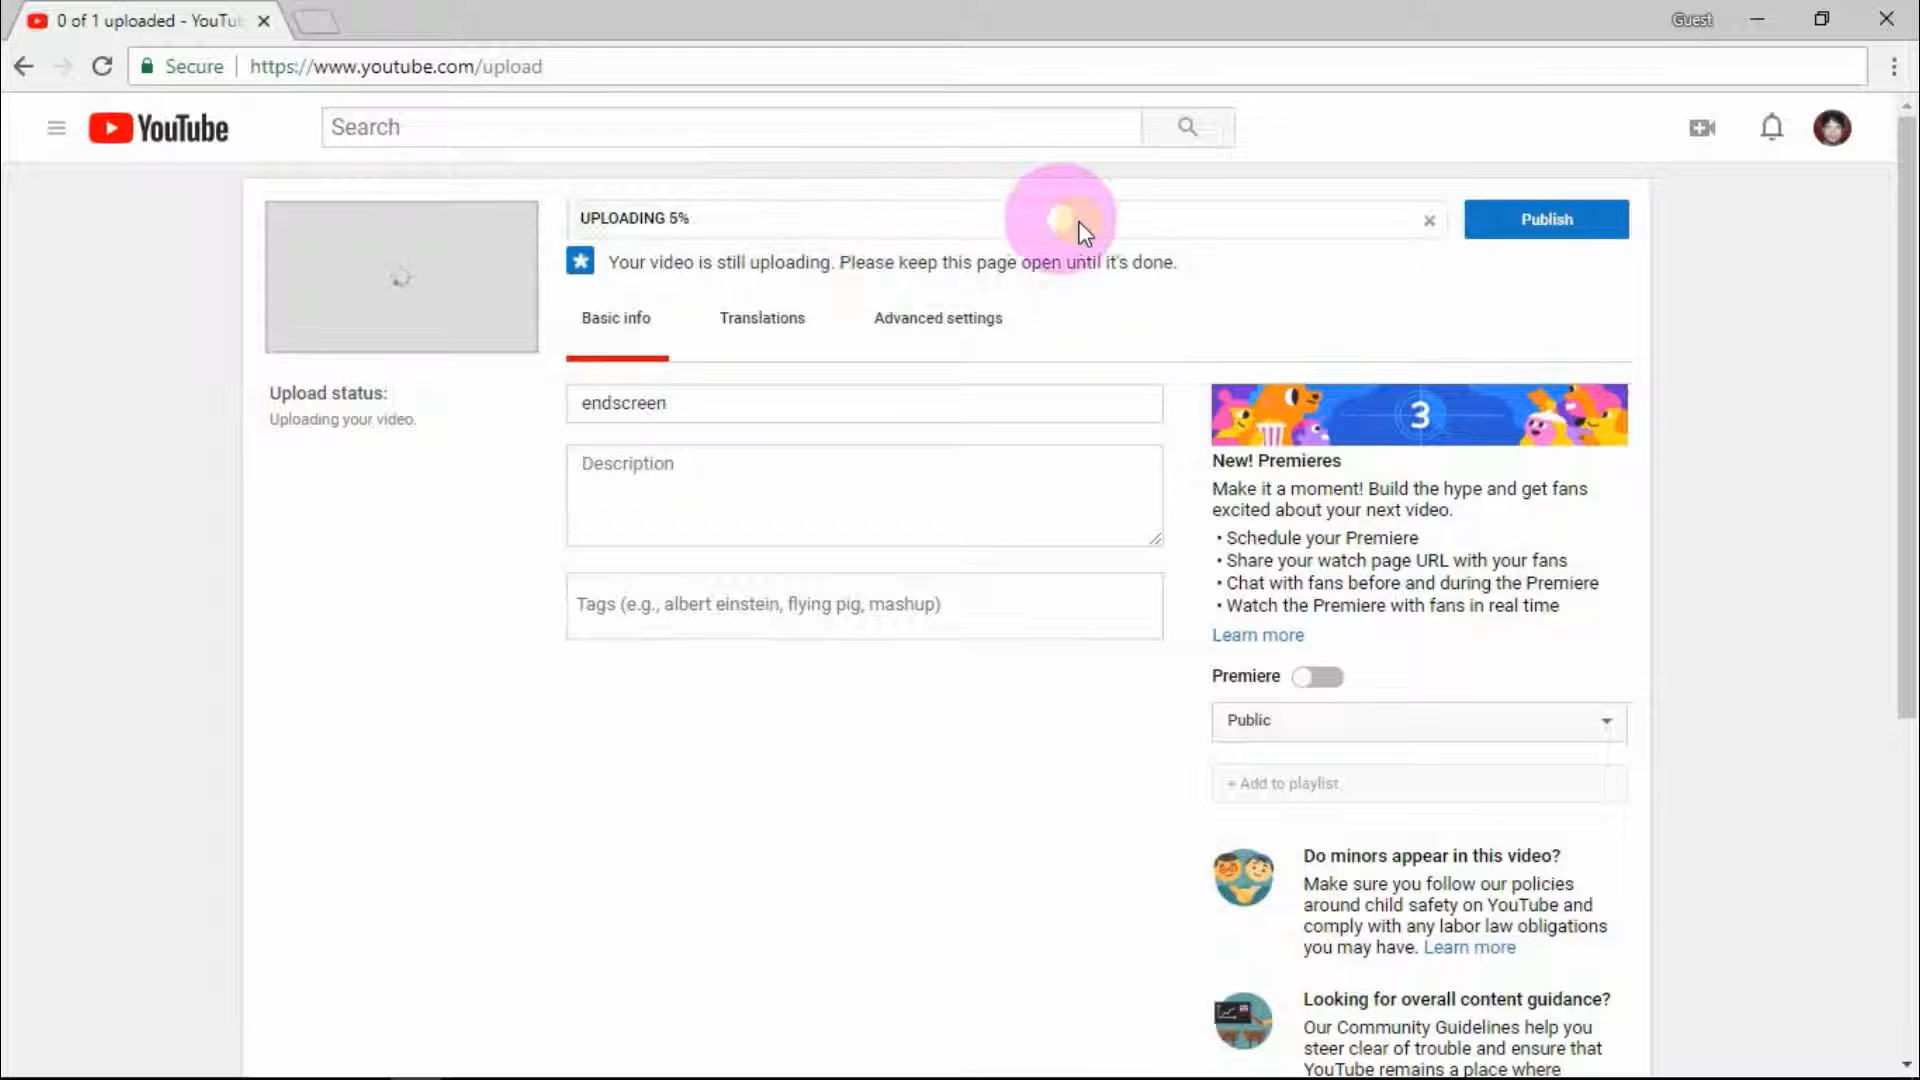 0 of 1 uploaded - YouTu
Guest
Secure
https://www.youtube.com/upload
YouTube
Search
UPLOADING 5%
Publish
Your video is still uploading. Please keep this page open until it's done.
Basic info
Translations
Advanced settings
Upload status:
Uploading your video.
endscreen
Description
Tags (e.g., albert einstein, flying pig, mashup)
3
New! Premieres
Make it a moment! Build the hype and get fans
excited about your next video.
• Schedule your Premiere
• Share your watch page URL with your fans
• Chat with fans before and during the Premiere
• Watch the Premiere with fans in real time
Learn more
Premiere
Public
+ Add to playlist
Do minors appear in this video?
Make sure you follow our policies
around child safety on YouTube and
comply with any labor law obligations
you may have. Learn more
Looking for overall content guidance?
Our Community Guidelines help you
steer clear of trouble and ensure that
YouTube remains a place where